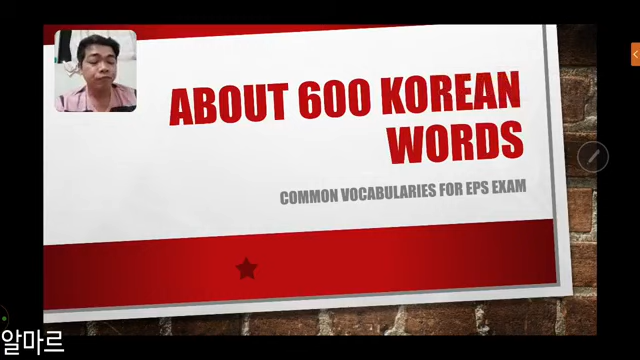 ABOUT 600 KOREAN
WORDS
COMMON VOCABULARIES FOR EPS EXAM
알마르